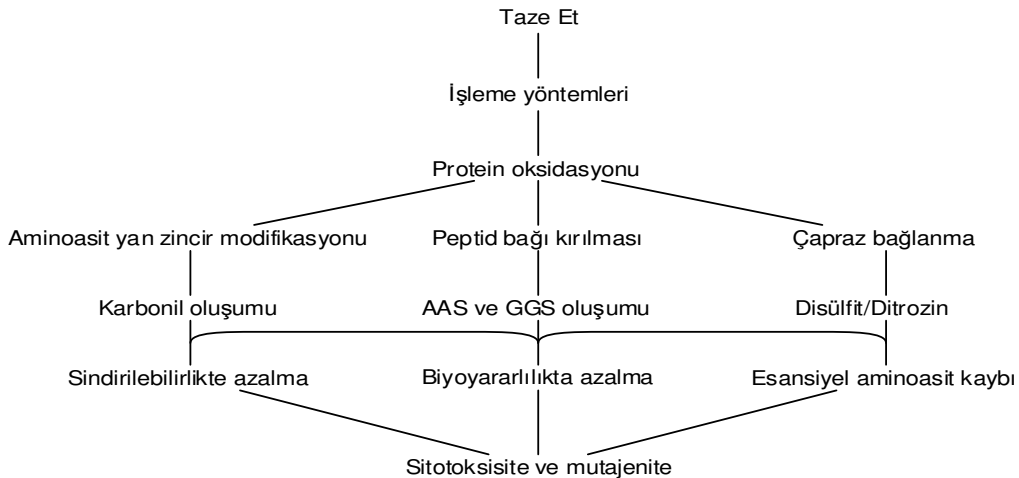 Taze Et
İşleme yöntemleri
Protein oksidasyonu
Aminoasit yan zincir modifikasyonu
Peptid bağı kırılması
Çapraz bağlanma
Karbonil oluşumu
AAS ve GGS oluşumu
Disülfit/Ditrozin
Sindirilebilirlikte azalma
Biyoyararlılıkta azalma
Esansiyel aminoasit kaybı
Sitotoksisite ve mutajenite